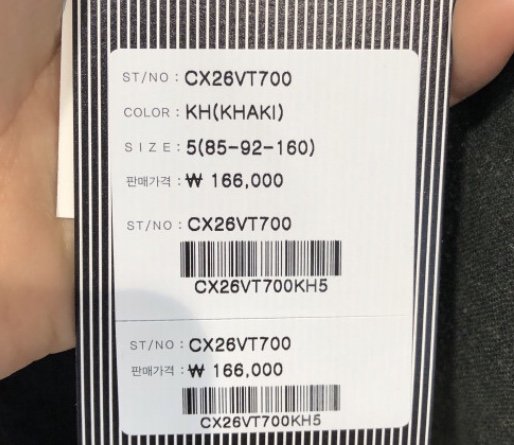 ST/NO : CX26VT700
COLOR : KH(KHAKI)
SIZE : 5(85-92-160)
판매가격 : ₩ 166,000
ST/NO : CX26VT700
CX26VT700KH5
ST/NO : CX26VT700
판매가격 : ₩ 166,000
CX26VT700KH5